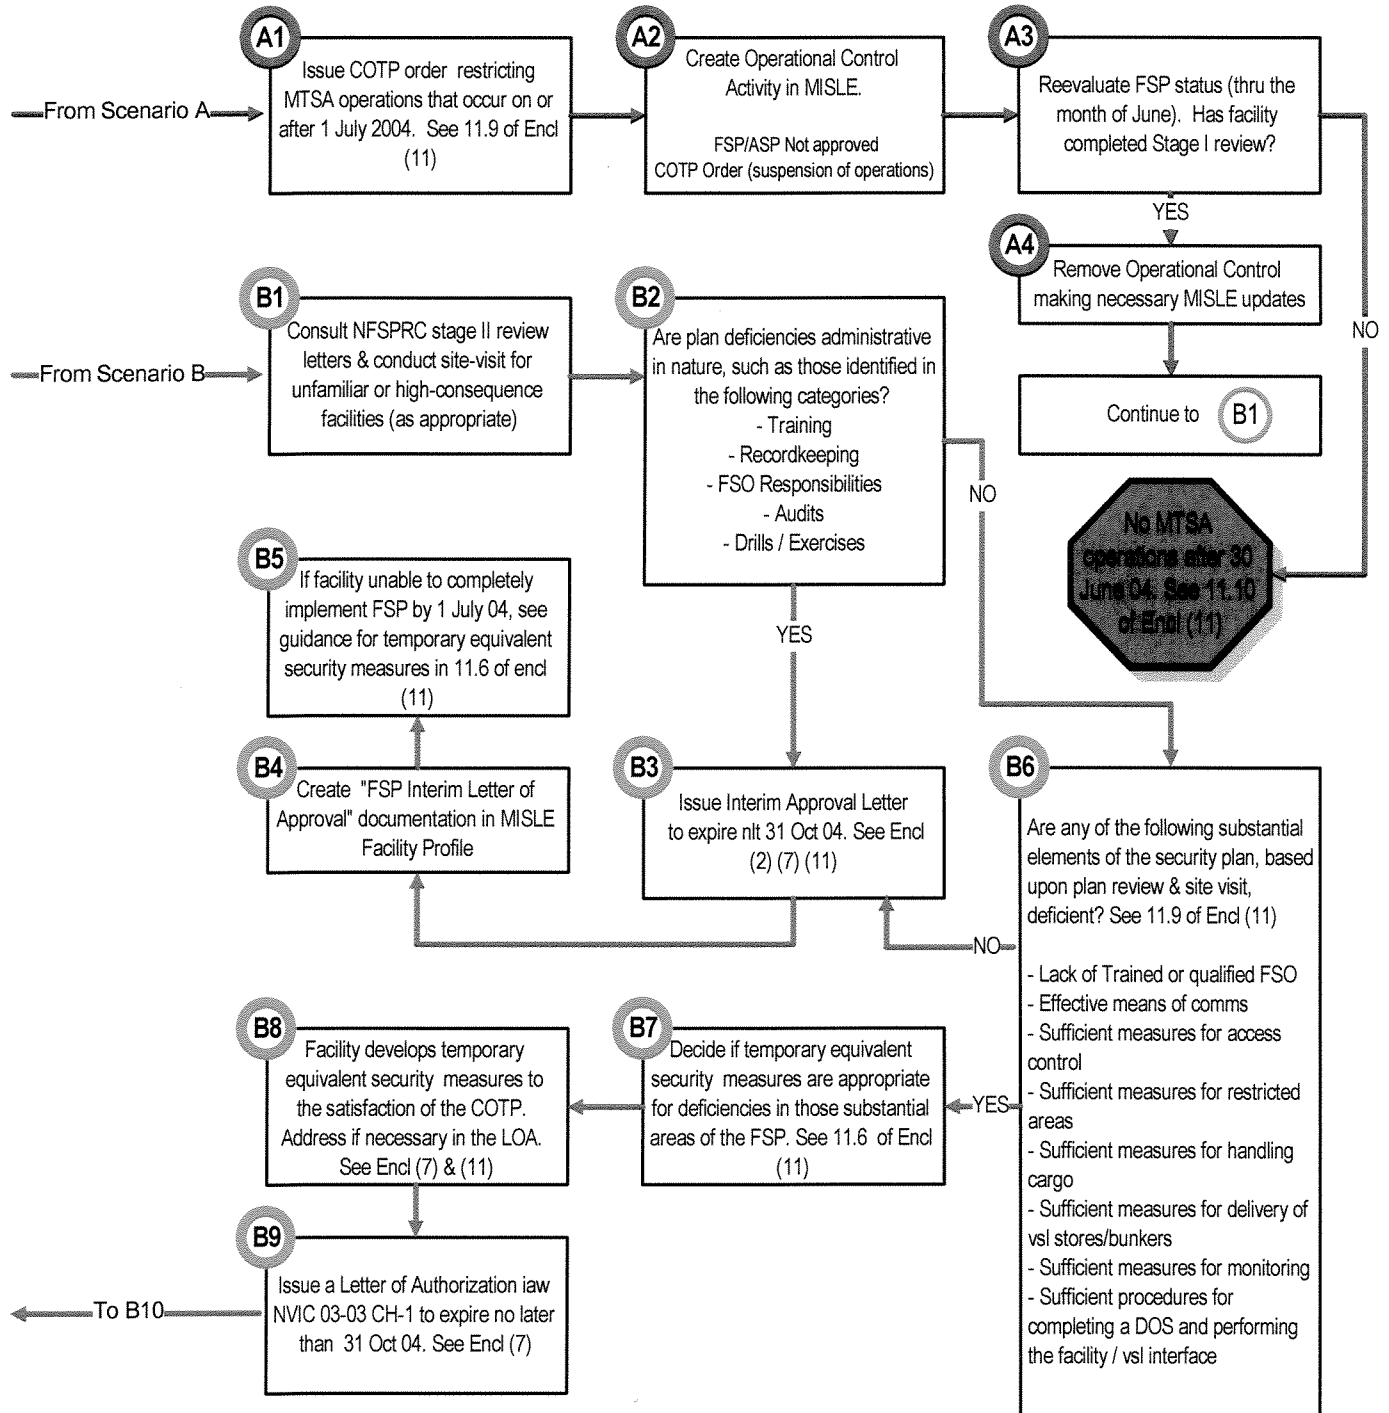 A1
Issue COTP order restricting
MTSA operations that occur on or
after 1 July 2004. See 11.9 of Encl
(11)
A2
Create Operational Control
Activity in MISLE.
FSP/ASP Not approved
COTP Order (suspension of operations)
A3
Reevaluate FSP status (thru the
month of June). Has facility
completed Stage I review?
From Scenario A
YES
NO
A4
Remove Operational Control
making necessary MISLE updates
Continue to B1
No MTSA
operations after 30
June 04. See 11.10
of Encl (11)
From Scenario B
B1
Consult NFSPRC stage II review
letters & conduct site-visit for
unfamiliar or high-consequence
facilities (as appropriate)
B2
Are plan deficiencies administrative
in nature, such as those identified in
the following categories?
- Training
- Recordkeeping
- FSO Responsibilities
- Audits
- Drills / Exercises
NO
YES
B5
If facility unable to completely
implement FSP by 1 July 04, see
guidance for temporary equivalent
security measures in 11.6 of encl
(11)
B4
Create "FSP Interim Letter of
Approval" documentation in MISLE
Facility Profile
B3
Issue Interim Approval Letter
to expire nlt 31 Oct 04. See Encl
(2) (7) (11)
B6
Are any of the following substantial
elements of the security plan, based
upon plan review & site visit,
deficient? See 11.9 of Encl (11)
- Lack of Trained or qualified FSO
- Effective means of comms
- Sufficient measures for access
control
- Sufficient measures for restricted
areas
- Sufficient measures for handling
cargo
- Sufficient measures for delivery of
vsl stores/bunkers
- Sufficient measures for monitoring
- Sufficient procedures for
completing a DOS and performing
the facility / vsl interface
NO
YES
B7
Decide if temporary equivalent
security measures are appropriate
for deficiencies in those substantial
areas of the FSP. See 11.6 of Encl
(11)
B8
Facility develops temporary
equivalent security measures to
the satisfaction of the COTP.
Address if necessary in the LOA.
See Encl (7) & (11)
B9
Issue a Letter of Authorization iaw
NVIC 03-03 CH-1 to expire no later
than 31 Oct 04. See Encl (7)
To B10